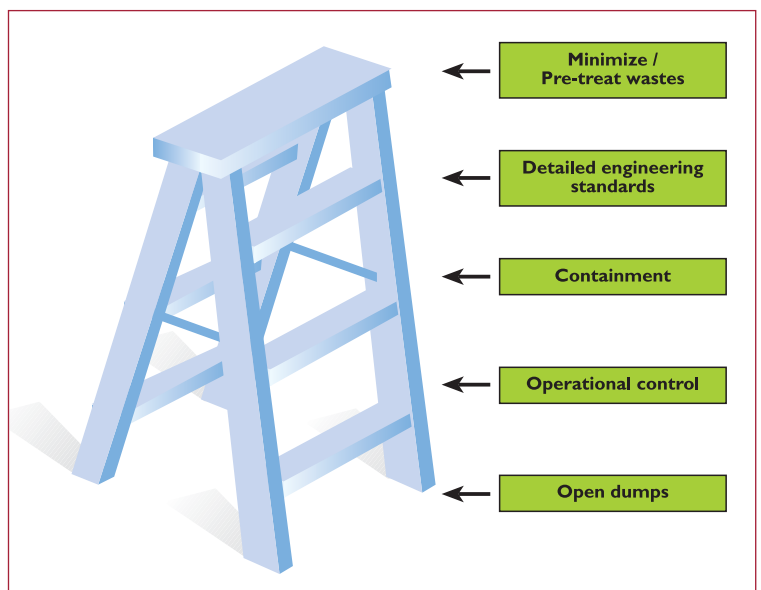 Minimize /
Pre-treat wastes
Detailed engineering
standards
Containment
Operational control
Open dumps